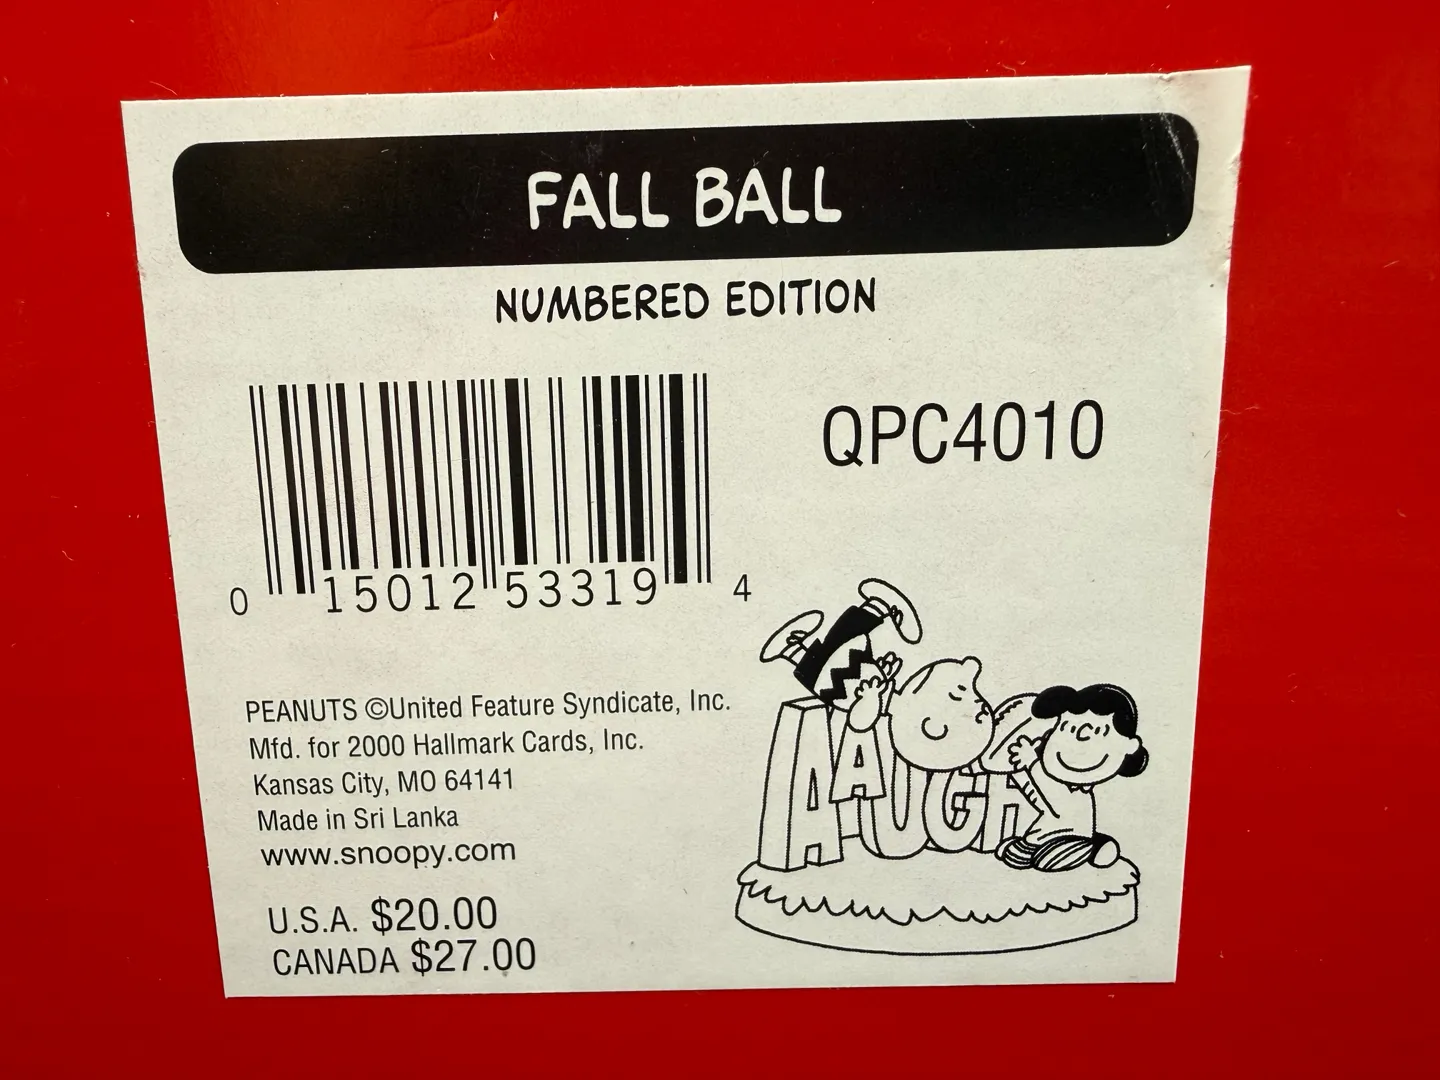 FALL BALL
NUMBERED EDITION
QPC4010
0 15012 53319 4
PEANUTS ©United Feature Syndicate, Inc.
Mfd. for 2000 Hallmark Cards, Inc.
Kansas City, MO 64141
Made in Sri Lanka
www.snoopy.com
U.S.A. $20.00
CANADA $27.00
AAUGH